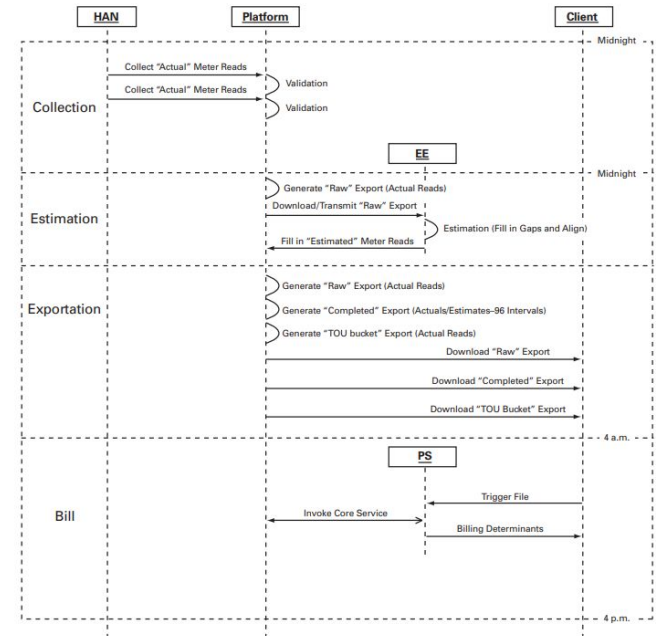 HAN
Platform
Client
Midnight
Collect “Actual” Meter Reads
Validation
Collect “Actual” Meter Reads
Validation
Collection
EE
Midnight
Generate “Raw” Export (Actual Reads)
Download/Transmit “Raw” Export
Estimation
Estimation (Fill in Gaps and Align)
Fill in “Estimated” Meter Reads
Generate “Raw” Export (Actual Reads)
Exportation
Generate “Completed” Export (Actuals/Estimates–96 Intervals)
Generate “TOU bucket” Export (Actual Reads)
Download “Raw” Export
Download “Completed” Export
Download “TOU Bucket” Export
4 a.m.
PS
Trigger File
Bill
Invoke Core Service
Billing Determinants
4 p.m.